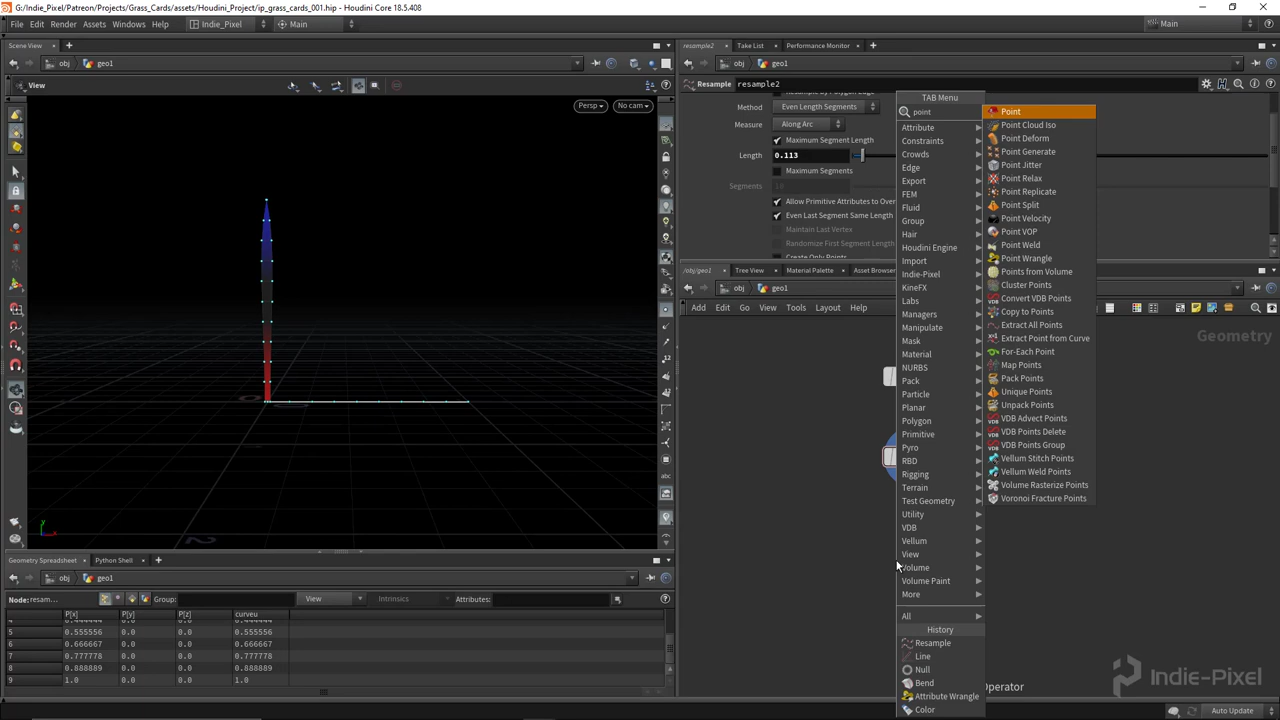 G:/Indie_Pixel/Patreon/Projects/Grass_Cards/assets/Houdini_Project/ip_grass_cards_001.hip - Houdini Core 18.5.408
File Edit Render Assets Windows Help Indie_Pixel Main Main
Scene View
obj geo1
View
Persp No cam
resample2 Take List Performance Monitor
obj geo1
Resample resample2
Method Even Length Segments
Measure Along Arc
Maximum Segment Length
Length 0.113
Maximum Segments
Segments 10
Allow Primitive Attributes to Over
Even Last Segment Same Length
Maintain Last Vertex
Randomize First Segment Length
Create Only Points
/obj/geo1 Tree View Material Palette Asset Browser
obj geo1
Add Edit Go View Tools Layout Help
Geometry
TAB Menu
point
Attribute
Constraints
Crowds
Edge
Export
FEM
Fluid
Group
Hair
Houdini Engine
Import
Indie-Pixel
KineFX
Labs
Managers
Manipulate
Mask
Material
NURBS
Pack
Particle
Planar
Polygon
Primitive
Pyro
RBD
Rigging
Terrain
Test Geometry
Utility
VDB
Vellum
View
Volume
Volume Paint
More
All
History
Resample
Line
Null
Bend
Attribute Wrangle
Color
Point
Point Cloud Iso
Point Deform
Point Generate
Point Jitter
Point Relax
Point Replicate
Point Split
Point Velocity
Point VOP
Point Weld
Point Wrangle
Points from Volume
Cluster Points
Convert VDB Points
Copy to Points
Extract All Points
Extract Point from Curve
For-Each Point
Map Points
Pack Points
Unique Points
Unpack Points
VDB Advect Points
VDB Points Delete
VDB Points Group
Vellum Stitch Points
Vellum Weld Points
Volume Rasterize Points
Voronoi Fracture Points
Geometry Spreadsheet Python Shell
obj geo1
Node: resam... Group: View Intrinsics Attributes:
P[x] P[y] P[z] curveu
5 0.555556 0.0 0.0 0.555556
6 0.666667 0.0 0.0 0.666667
7 0.777778 0.0 0.0 0.777778
8 0.888889 0.0 0.0 0.888889
9 1.0 0.0 0.0 1.0
Operator
Indie-Pixel
Auto Update